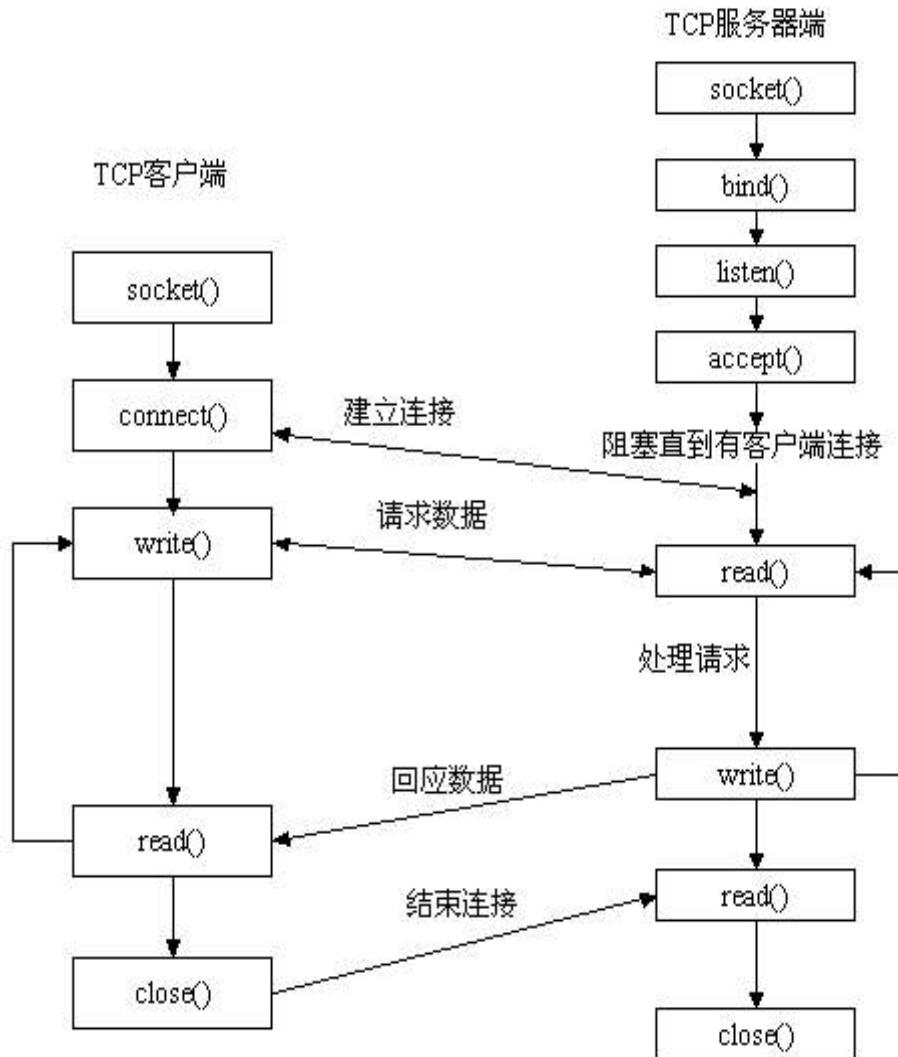 TCP服务器端
socket()
bind()
TCP客户端
listen()
socket()
accept()
connect()
建立连接
阻塞直到有客户端连接
请求数据
write()
read()
处理请求
回应数据
write()
read()
结束连接
read()
close()
close()